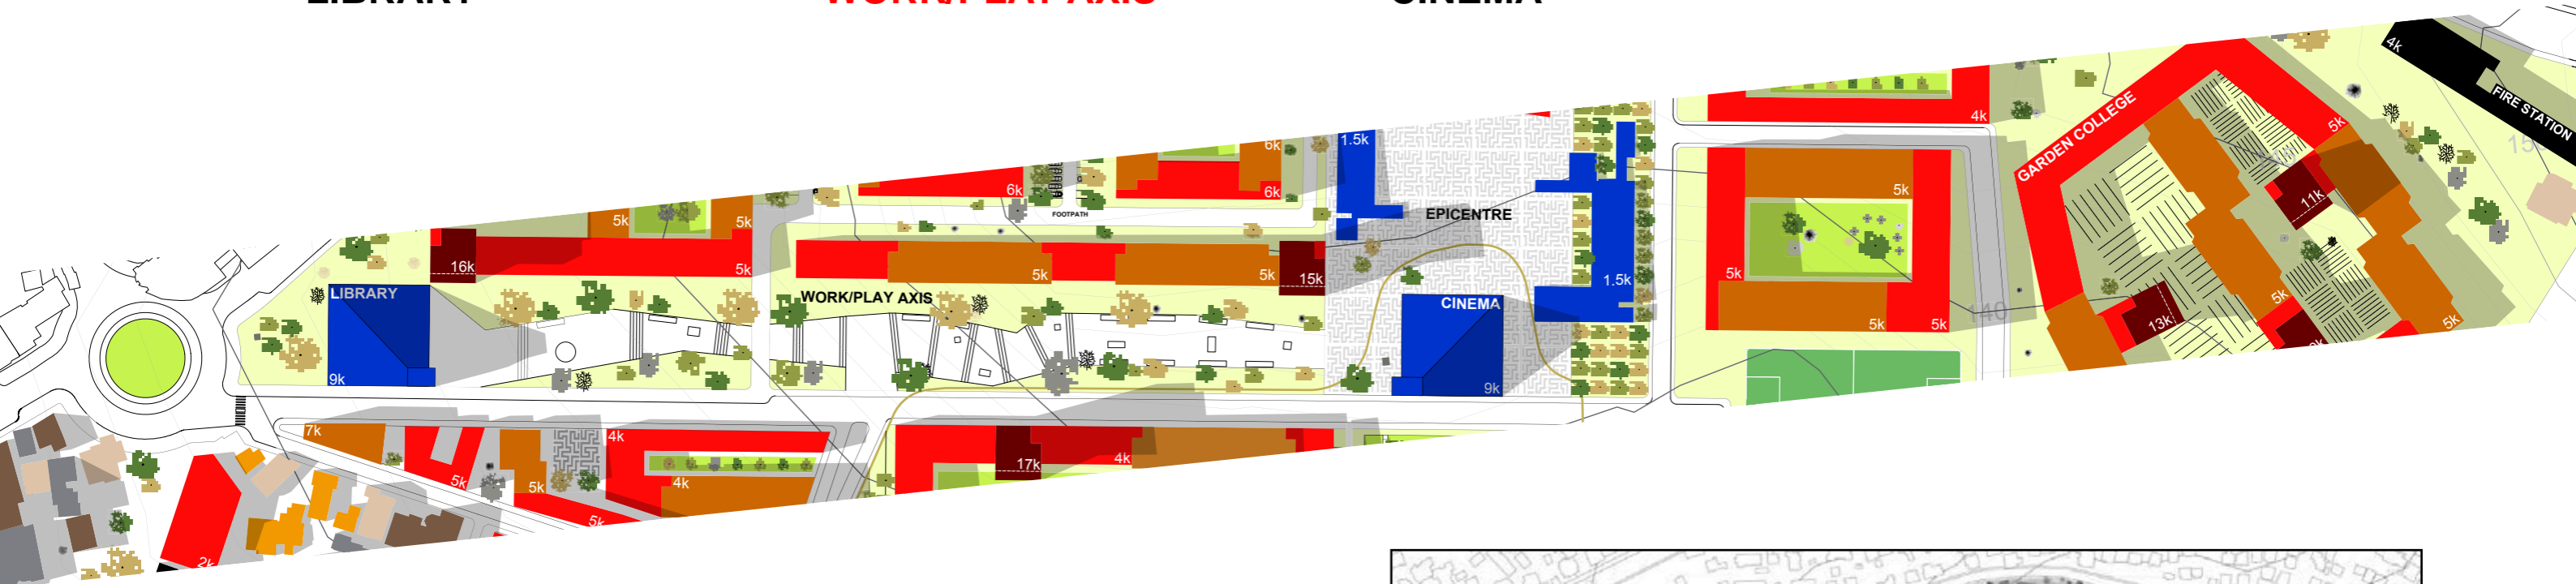 LIBRARY
WORK/PLAY AXIS
CINEMA
4k
FIRE STATION
4k
GARDEN COLLEGE
5k
11k
13k
5k
5k
1.5k
EPICENTRE
1.5k
CINEMA
9k
5k
5k
5k
5k
6k
6k
6k
FOOTPATH
5k
5k
15k
WORK/PLAY AXIS
5k
5k
5k
16k
LIBRARY
9k
7k
5k
5k
4k
4k
5k
17k
4k
2k
140